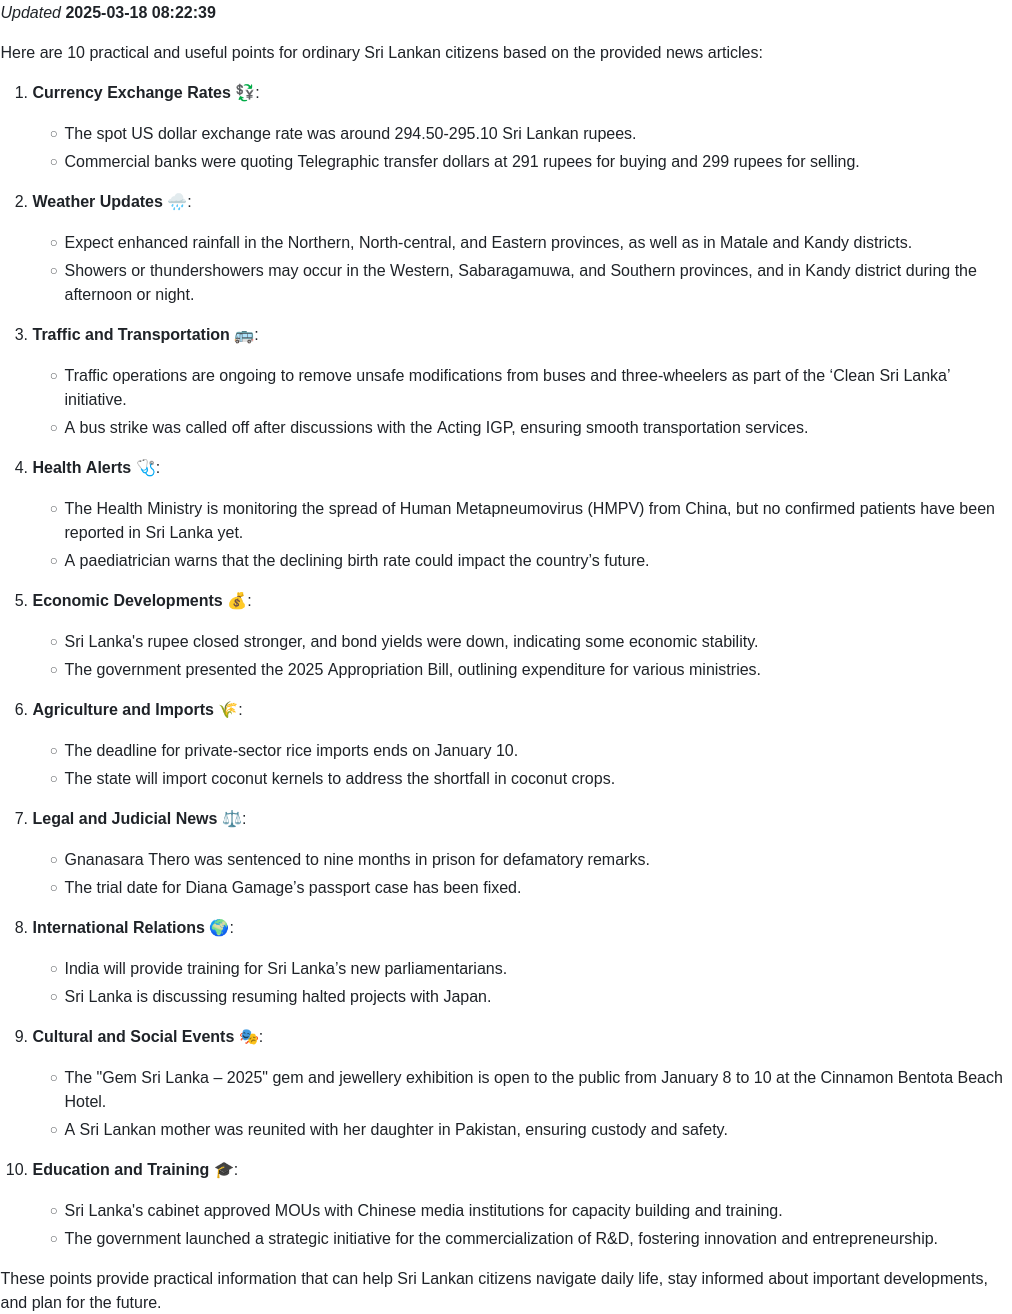 Updated 2025-03-18 08:22:39
Here are 10 practical and useful points for ordinary Sri Lankan citizens based on the provided news articles:
1. Currency Exchange Rates 💱:
○ The spot US dollar exchange rate was around 294.50-295.10 Sri Lankan rupees.
○ Commercial banks were quoting Telegraphic transfer dollars at 291 rupees for buying and 299 rupees for selling.
2. Weather Updates 🌧️:
○ Expect enhanced rainfall in the Northern, North-central, and Eastern provinces, as well as in Matale and Kandy districts.
○ Showers or thundershowers may occur in the Western, Sabaragamuwa, and Southern provinces, and in Kandy district during the
afternoon or night.
3. Traffic and Transportation 🚌:
○ Traffic operations are ongoing to remove unsafe modifications from buses and three-wheelers as part of the ‘Clean Sri Lanka’
initiative.
○ A bus strike was called off after discussions with the Acting IGP, ensuring smooth transportation services.
4. Health Alerts 🩺:
○ The Health Ministry is monitoring the spread of Human Metapneumovirus (HMPV) from China, but no confirmed patients have been
reported in Sri Lanka yet.
○ A paediatrician warns that the declining birth rate could impact the country’s future.
5. Economic Developments 💰:
○ Sri Lanka's rupee closed stronger, and bond yields were down, indicating some economic stability.
○ The government presented the 2025 Appropriation Bill, outlining expenditure for various ministries.
6. Agriculture and Imports 🌾:
○ The deadline for private-sector rice imports ends on January 10.
○ The state will import coconut kernels to address the shortfall in coconut crops.
7. Legal and Judicial News ⚖️:
○ Gnanasara Thero was sentenced to nine months in prison for defamatory remarks.
○ The trial date for Diana Gamage’s passport case has been fixed.
8. International Relations 🌍:
○ India will provide training for Sri Lanka’s new parliamentarians.
○ Sri Lanka is discussing resuming halted projects with Japan.
9. Cultural and Social Events 🎭:
○ The "Gem Sri Lanka – 2025" gem and jewellery exhibition is open to the public from January 8 to 10 at the Cinnamon Bentota Beach
Hotel.
○ A Sri Lankan mother was reunited with her daughter in Pakistan, ensuring custody and safety.
10. Education and Training 🎓:
○ Sri Lanka's cabinet approved MOUs with Chinese media institutions for capacity building and training.
○ The government launched a strategic initiative for the commercialization of R&D, fostering innovation and entrepreneurship.
These points provide practical information that can help Sri Lankan citizens navigate daily life, stay informed about important developments,
and plan for the future.